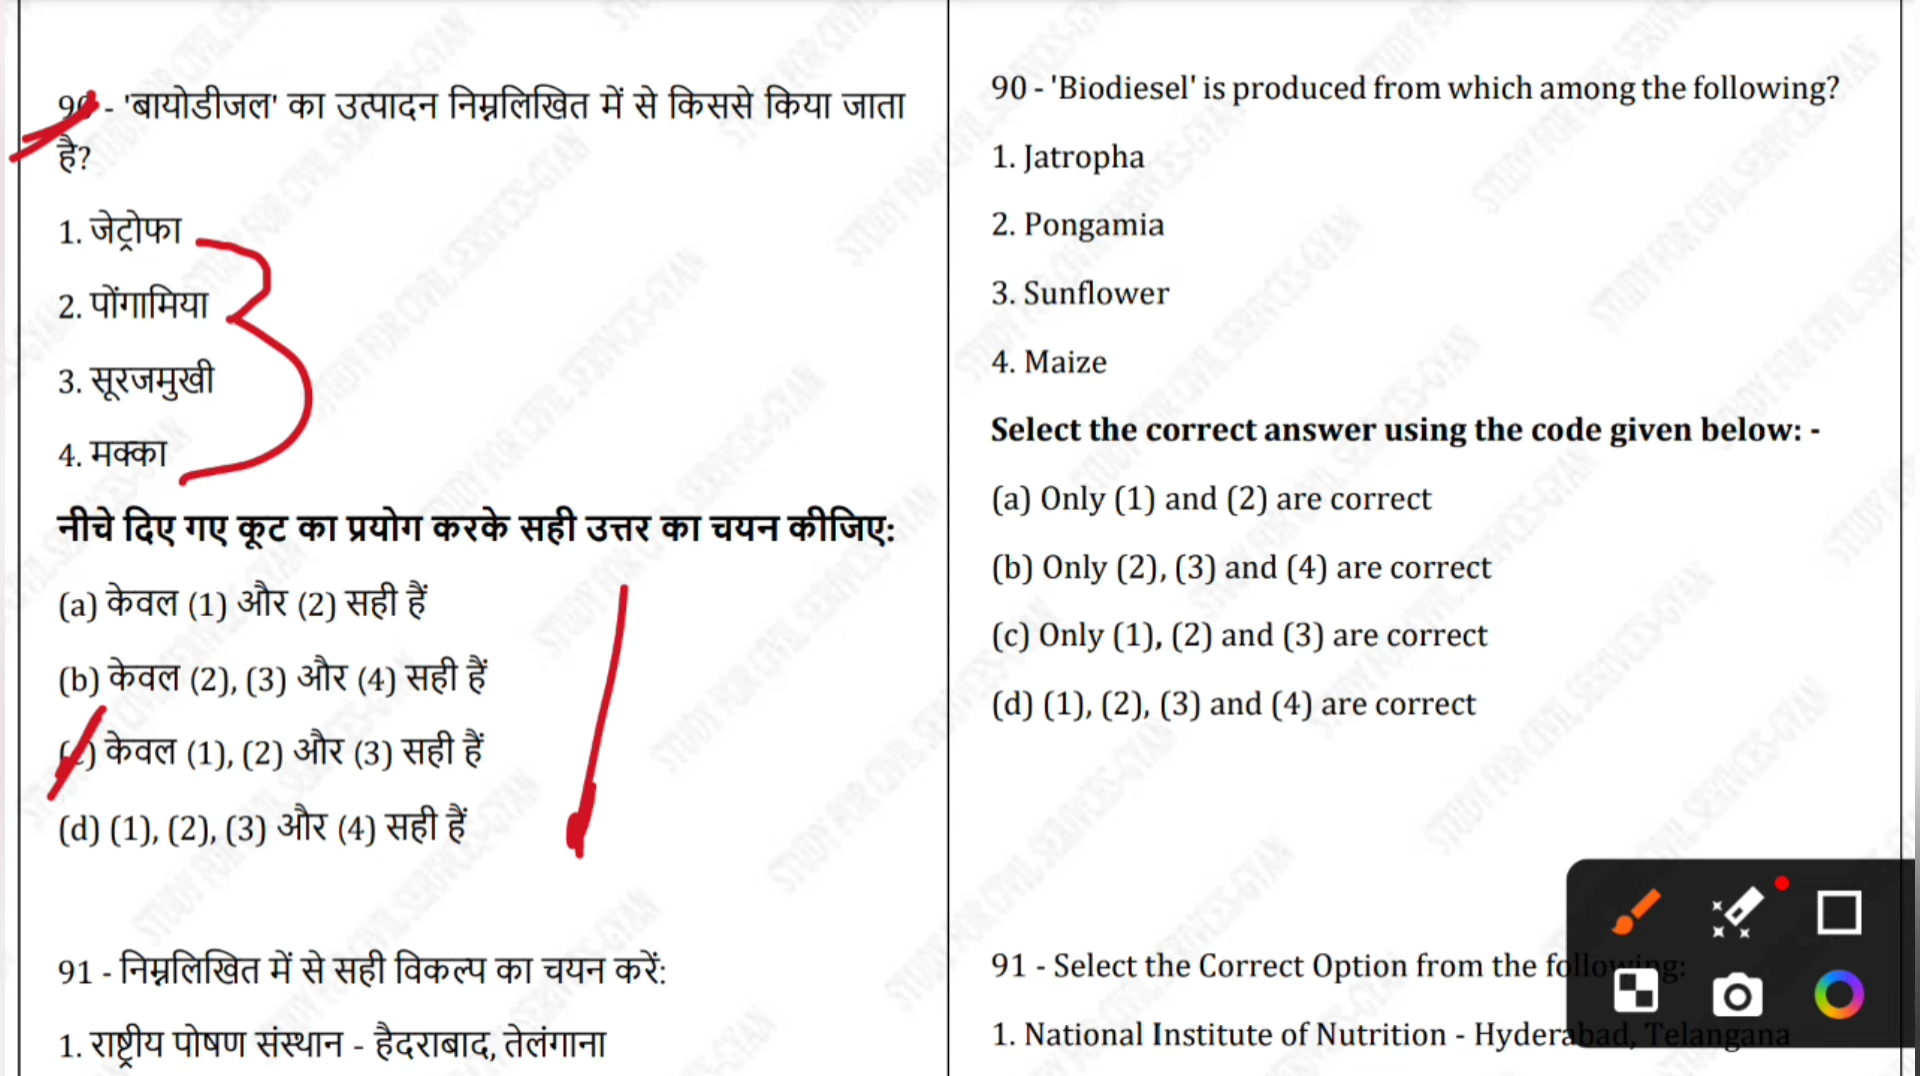 90 - 'बायोडीजल' का उत्पादन निम्नलिखित में से किससे किया जाता
है?
1. जेट्रोफा
2. पोंगामिया
3. सूरजमुखी
4. मक्का
नीचे दिए गए कूट का प्रयोग करके सही उत्तर का चयन कीजिए:
(a) केवल (1) और (2) सही हैं
(b) केवल (2), (3) और (4) सही हैं
(c) केवल (1), (2) और (3) सही हैं
(d) (1), (2), (3) और (4) सही हैं
91 - निम्नलिखित में से सही विकल्प का चयन करें:
1. राष्ट्रीय पोषण संस्थान - हैदराबाद, तेलंगाना
90 - 'Biodiesel' is produced from which among the following?
1. Jatropha
2. Pongamia
3. Sunflower
4. Maize
Select the correct answer using the code given below: -
(a) Only (1) and (2) are correct
(b) Only (2), (3) and (4) are correct
(c) Only (1), (2) and (3) are correct
(d) (1), (2), (3) and (4) are correct
91 - Select the Correct Option from the following:
1. National Institute of Nutrition - Hyderabad, Telangana
STUDY FOR CIVIL SERIVCES-GYAN